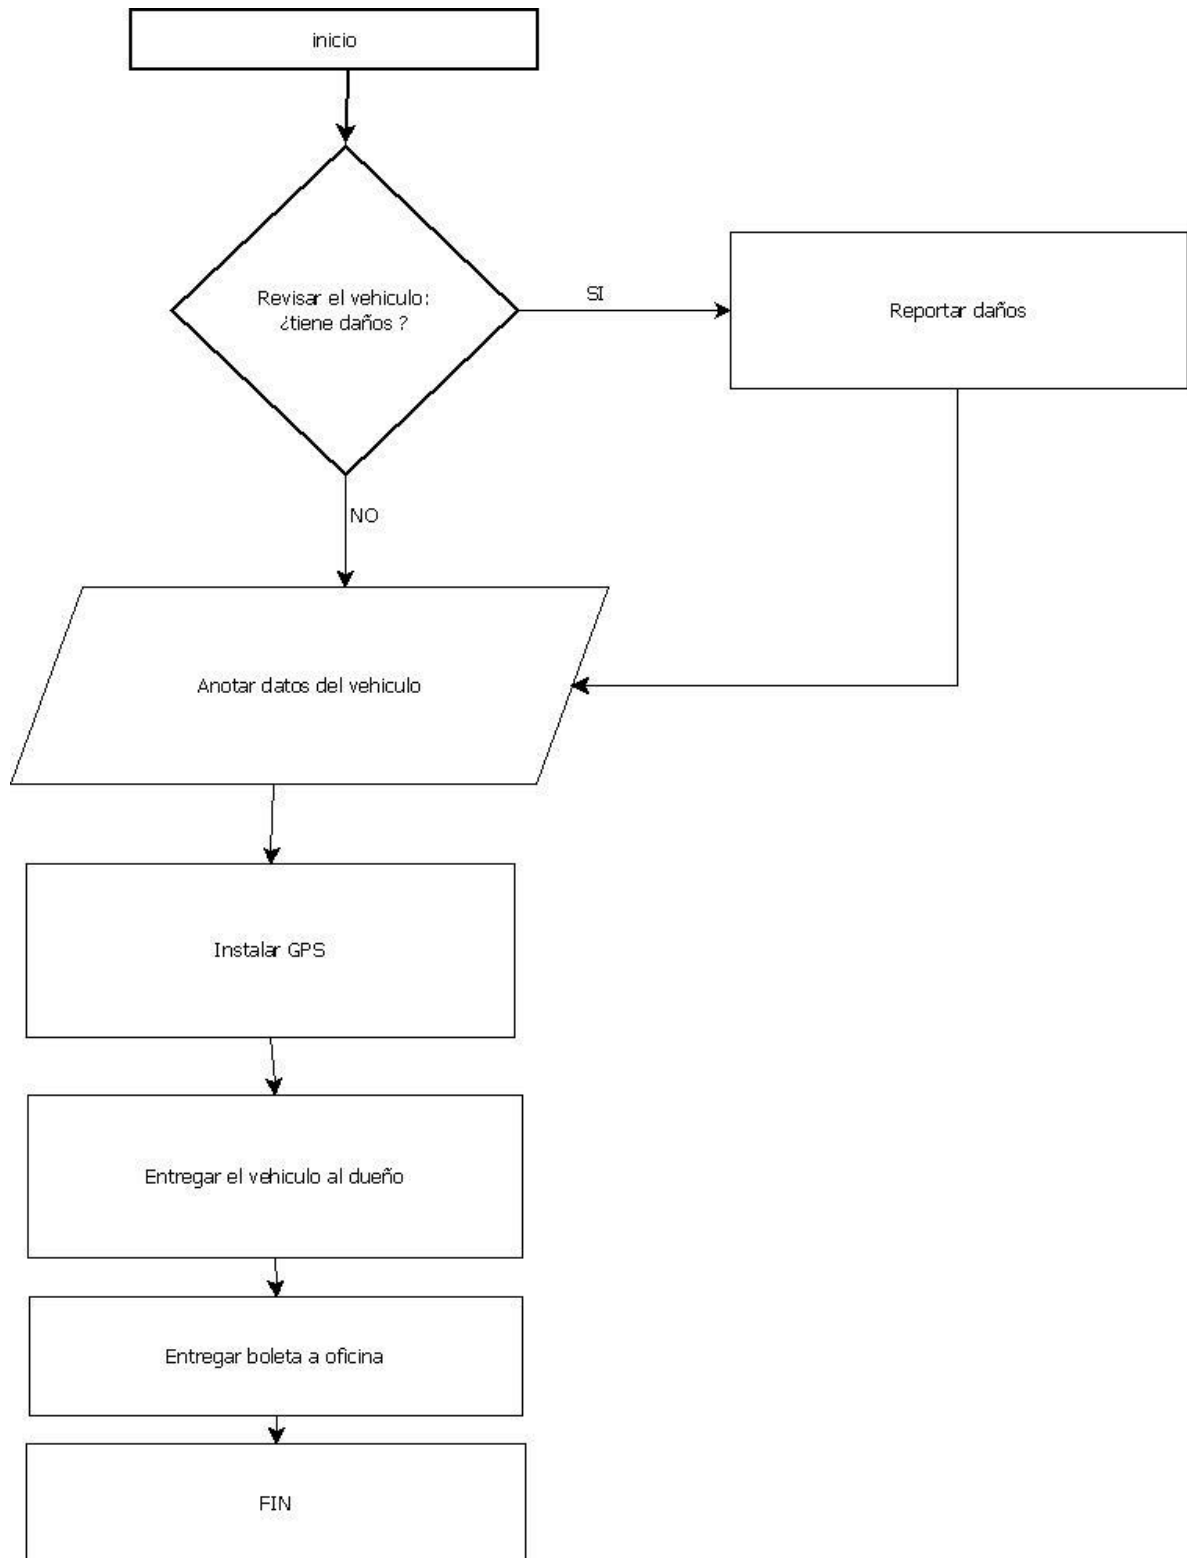 inicio
Revisar el vehiculo:
¿tiene daños ?
SI
Reportar daños
NO
Anotar datos del vehiculo
Instalar GPS
Entregar el vehiculo al dueño
Entregar boleta a oficina
FIN